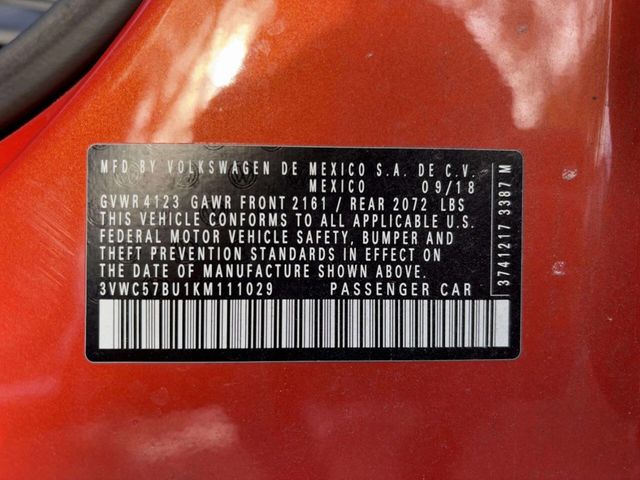 MFD BY VOLKSWAGEN DE MEXICO S.A. DE C.V.
MEXICO 09/18
GVWR 4123 GAWR FRONT 2161 / REAR 2072 LBS
THIS VEHICLE CONFORMS TO ALL APPLICABLE U.S.
FEDERAL MOTOR VEHICLE SAFETY, BUMPER AND
THEFT PREVENTION STANDARDS IN EFFECT ON
THE DATE OF MANUFACTURE SHOWN ABOVE.
3VWC57BU1KM111029 PASSENGER CAR
3741217 3387 M